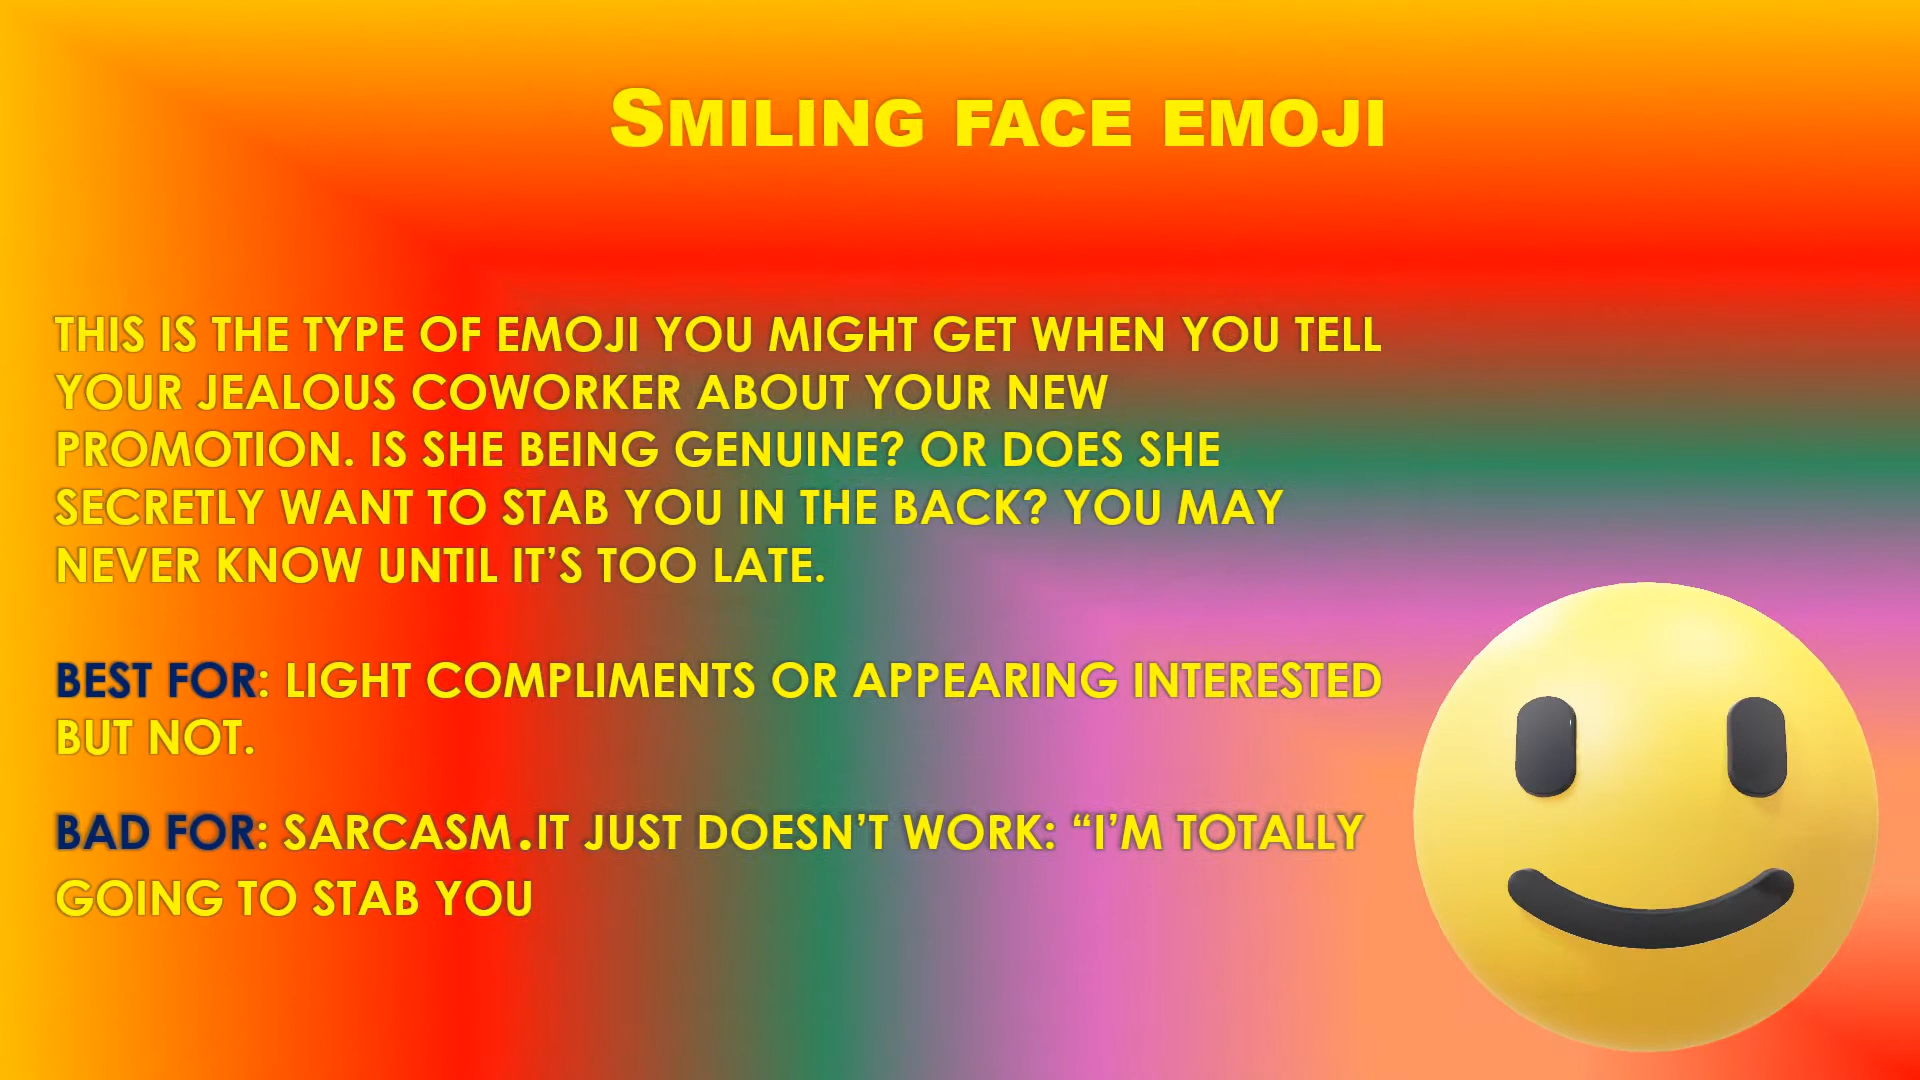 SMILING FACE EMOJI
THIS IS THE TYPE OF EMOJI YOU MIGHT GET WHEN YOU TELL
YOUR JEALOUS COWORKER ABOUT YOUR NEW
PROMOTION. IS SHE BEING GENUINE? OR DOES SHE
SECRETLY WANT TO STAB YOU IN THE BACK? YOU MAY
NEVER KNOW UNTIL IT’S TOO LATE.
BEST FOR: LIGHT COMPLIMENTS OR APPEARING INTERESTED
BUT NOT.
BAD FOR: SARCASM.IT JUST DOESN’T WORK: “I’M TOTALLY
GOING TO STAB YOU